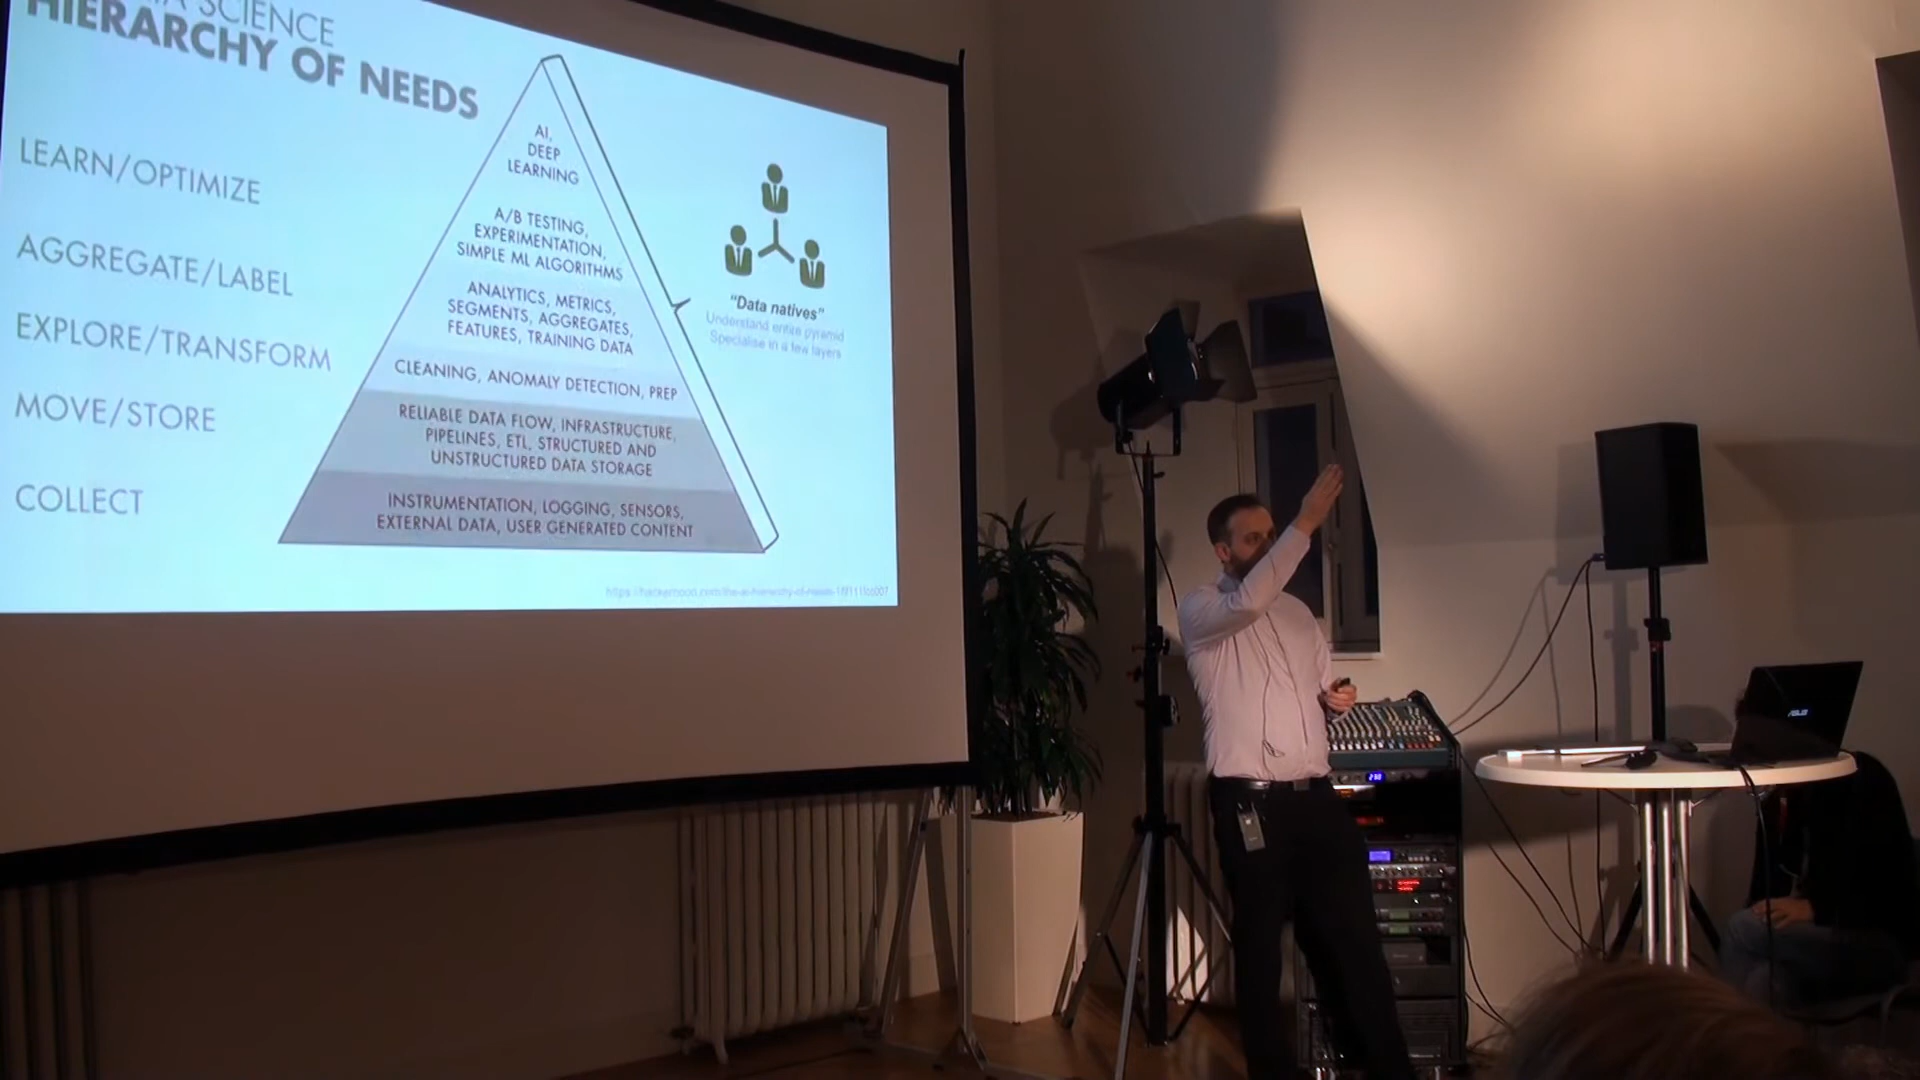 SCIENCE
HIERARCHY OF NEEDS
LEARN/OPTIMIZE
AGGREGATE/LABEL
EXPLORE/TRANSFORM
MOVE/STORE
COLLECT
AI,
DEEP
LEARNING
A/B TESTING,
EXPERIMENTATION,
SIMPLE ML ALGORITHMS
ANALYTICS, METRICS,
SEGMENTS, AGGREGATES,
FEATURES, TRAINING DATA
CLEANING, ANOMALY DETECTION, PREP
RELIABLE DATA FLOW, INFRASTRUCTURE,
PIPELINES, ETL, STRUCTURED AND
UNSTRUCTURED DATA STORAGE
INSTRUMENTATION, LOGGING, SENSORS,
EXTERNAL DATA, USER GENERATED CONTENT
"Data natives"
Understand entire pyramid
Specialise in a few layers
ASUS